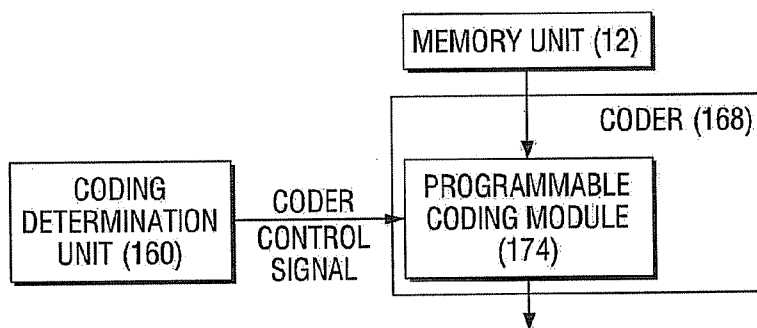 MEMORY UNIT (12)
CODER (168)
CODING
DETERMINATION
UNIT (160)
CODER
CONTROL
SIGNAL
PROGRAMMABLE
CODING MODULE
(174)